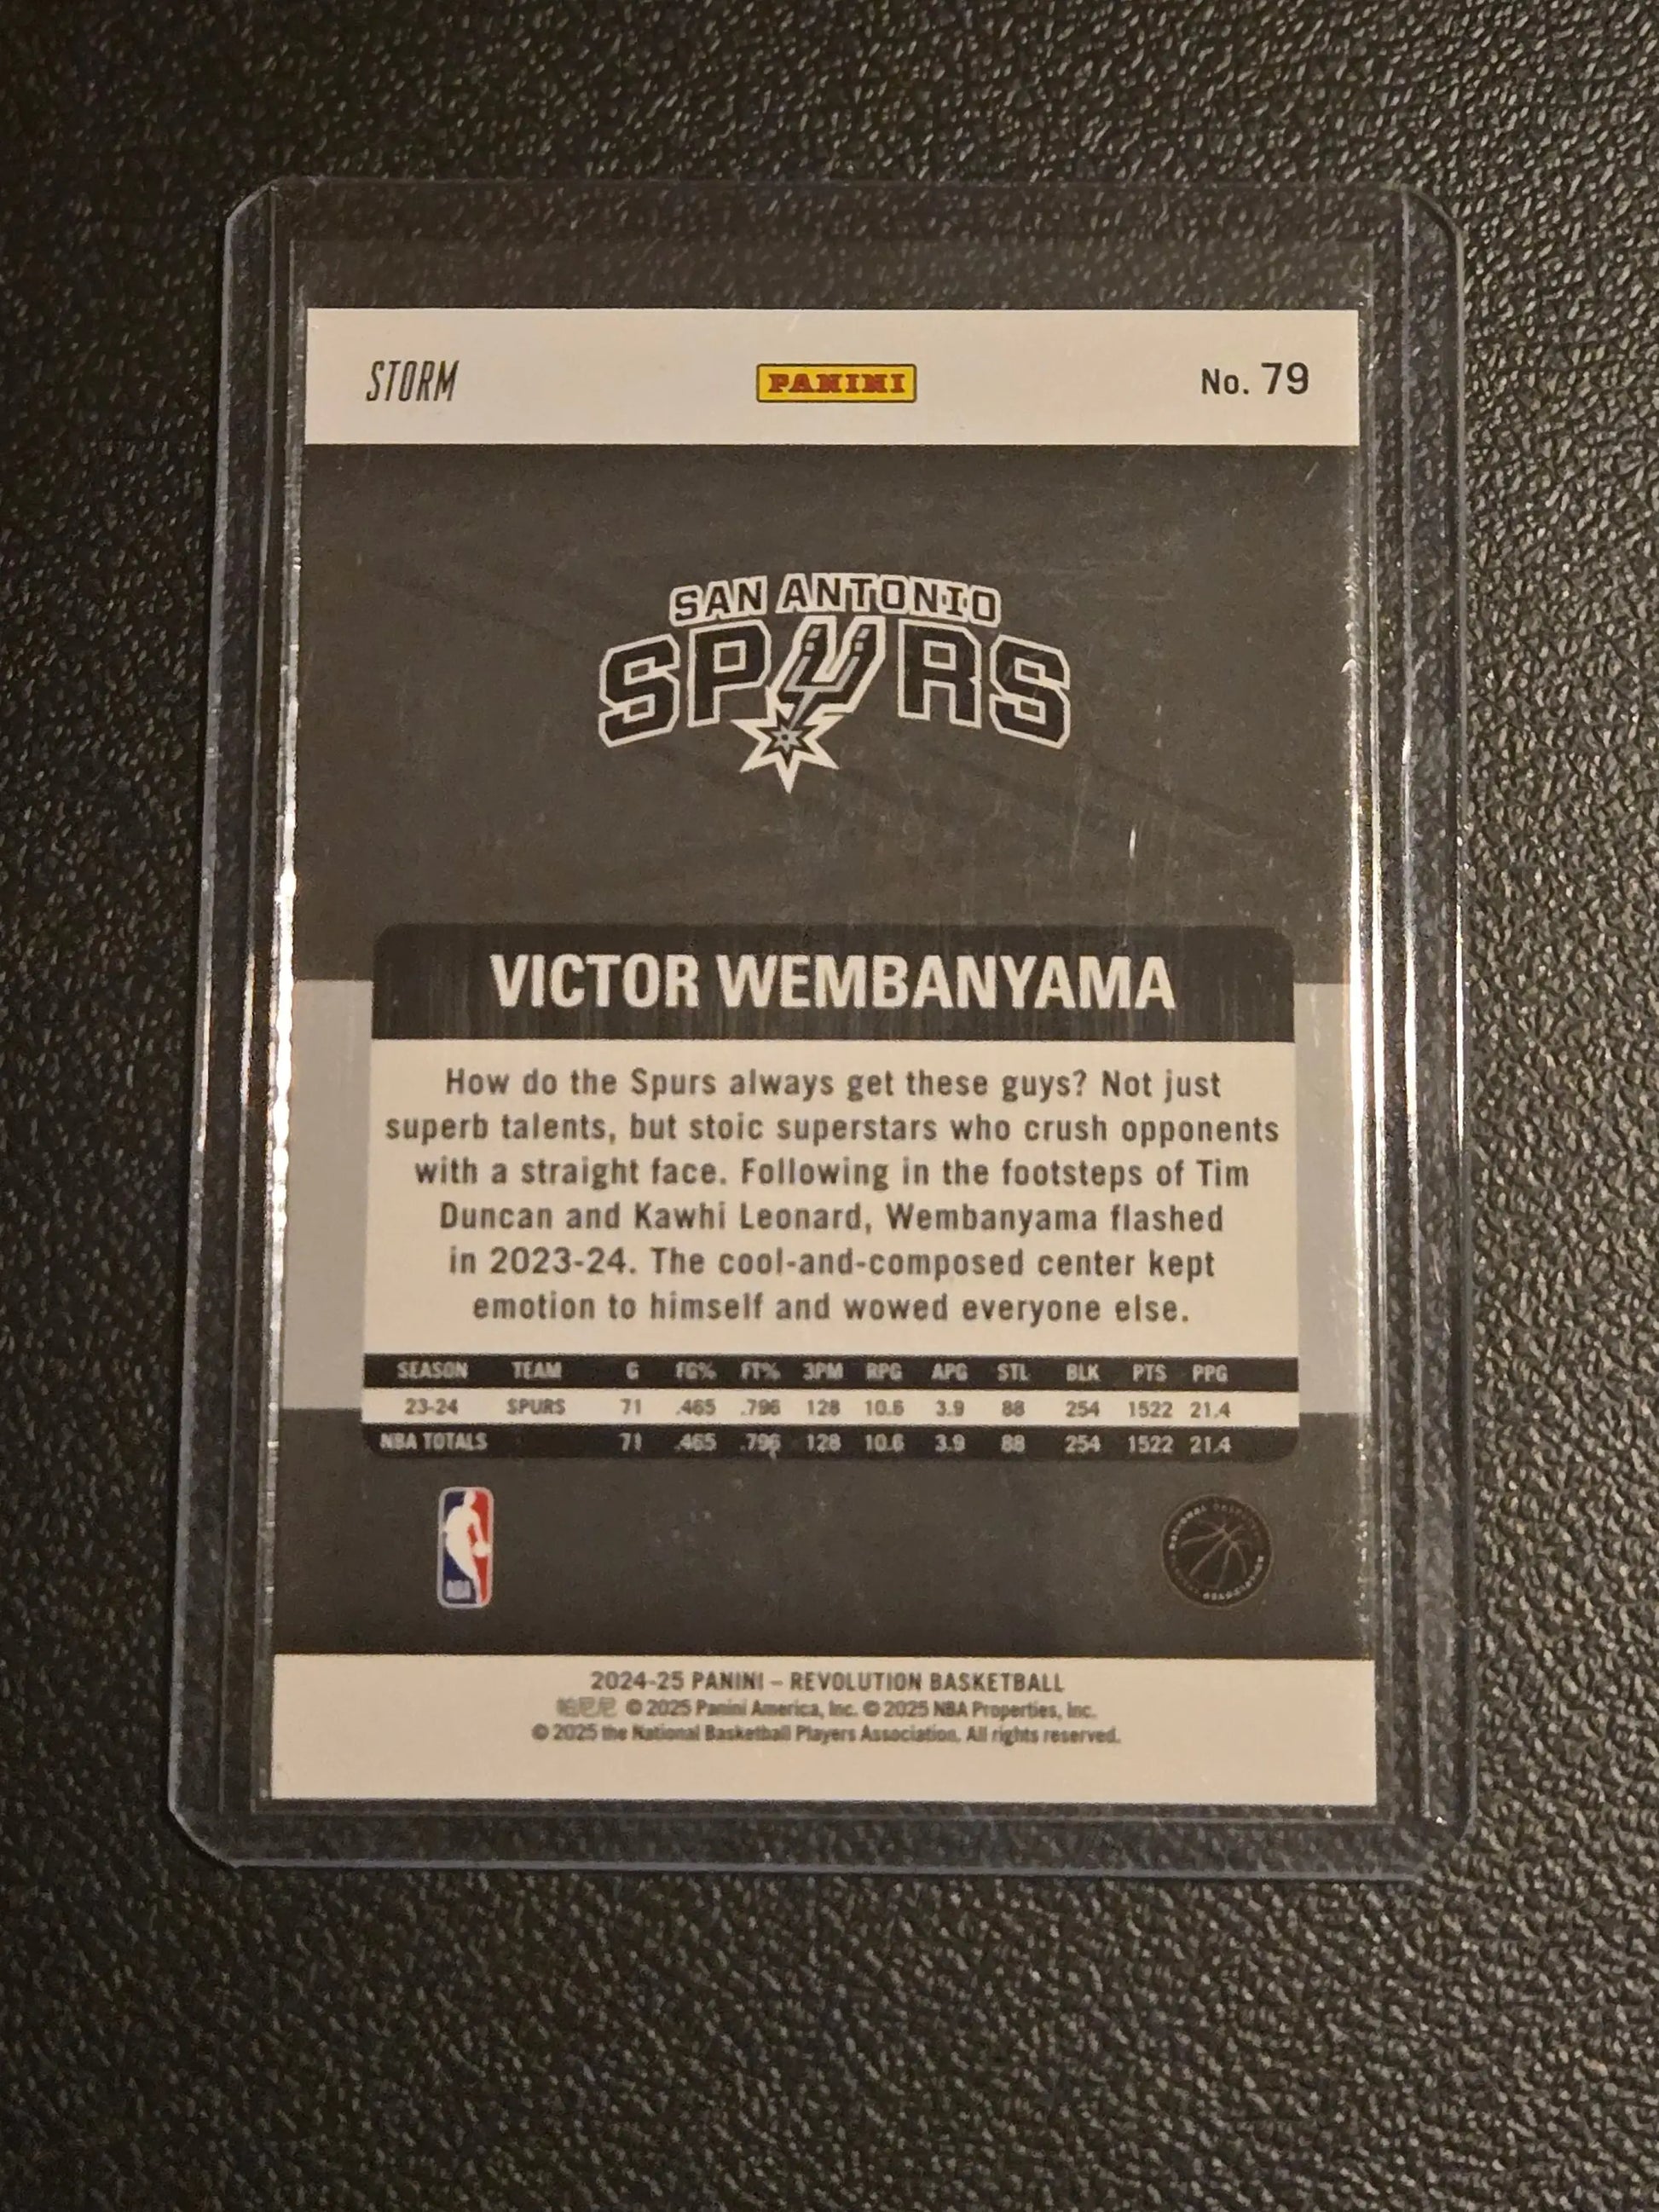 STORM PANINI No. 79
SAN ANTONIO
SPURS
VICTOR WEMBANYAMA
How do the Spurs always get these guys? Not just
superb talents, but stoic superstars who crush opponents
with a straight face. Following in the footsteps of Tim
Duncan and Kawhi Leonard, Wembanyama flashed
in 2023-24. The cool-and-composed center kept
emotion to himself and wowed everyone else.
SEASON TEAM G FG% FT% 3PM RPG APG STL BLK PTS PPG
23-24 SPURS 71 .465 .796 128 10.6 3.9 88 254 1522 21.4
NBA TOTALS 71 .465 .796 128 10.6 3.9 88 254 1522 21.4
NBA
2024-25 PANINI – REVOLUTION BASKETBALL
帕尼尼 © 2025 Panini America, Inc. © 2025 NBA Properties, Inc.
© 2025 the National Basketball Players Association. All rights reserved.